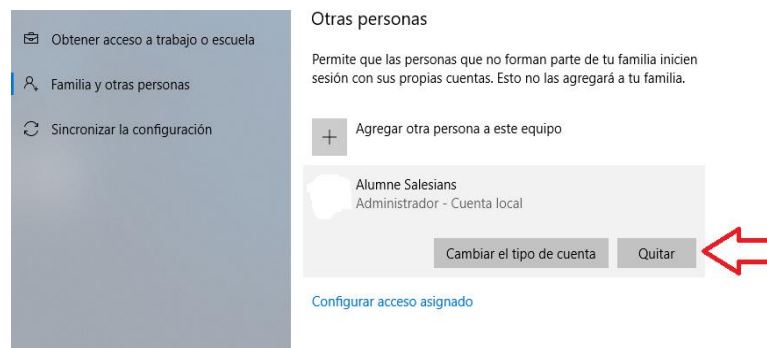 Obtener acceso a trabajo o escuela
Familia y otras personas
Sincronizar la configuración
Otras personas
Permite que las personas que no forman parte de tu familia inicien
sesión con sus propias cuentas. Esto no las agregará a tu familia.
Agregar otra persona a este equipo
Alumne Salesians
Administrador - Cuenta local
Cambiar el tipo de cuenta
Quitar
Configurar acceso asignado